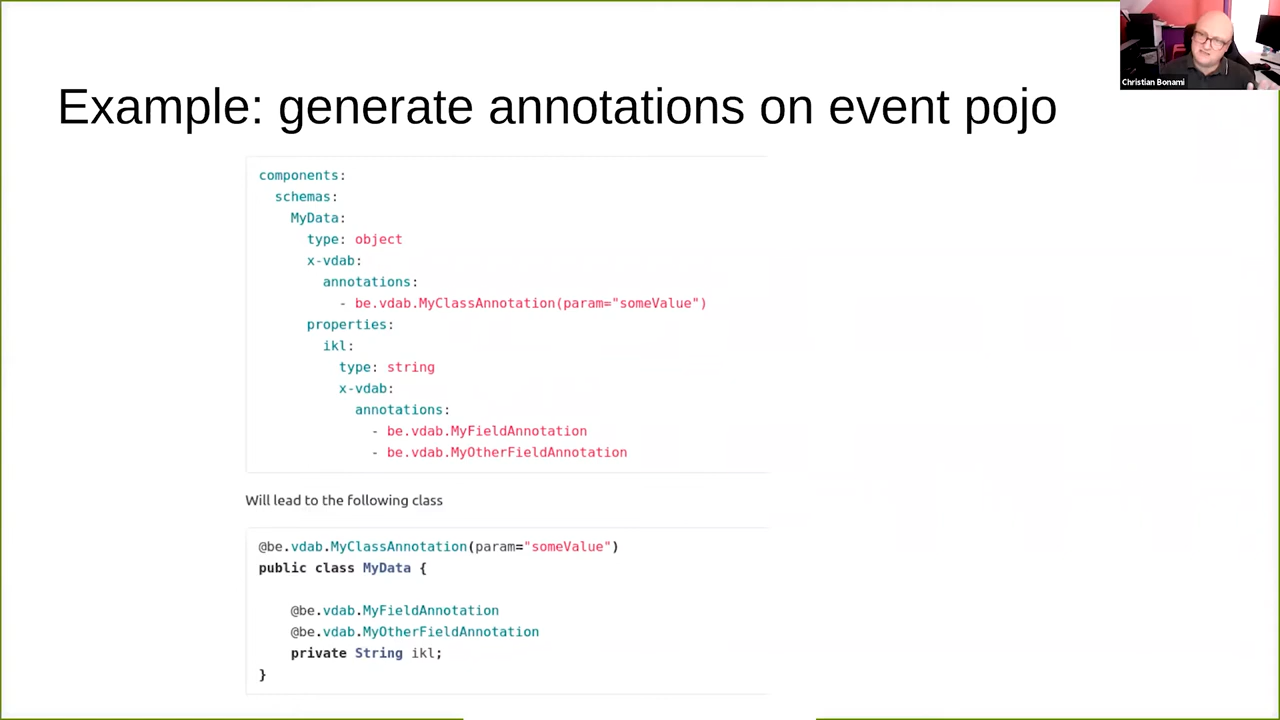 Christian Bonami
Example: generate annotations on event pojo
components:
  schemas:
    MyData:
      type: object
      x-vdab:
        annotations:
          - be.vdab.MyClassAnnotation(param="someValue")
      properties:
        ikl:
          type: string
          x-vdab:
            annotations:
              - be.vdab.MyFieldAnnotation
              - be.vdab.MyOtherFieldAnnotation
Will lead to the following class
@be.vdab.MyClassAnnotation(param="someValue")
public class MyData {
    @be.vdab.MyFieldAnnotation
    @be.vdab.MyOtherFieldAnnotation
    private String ikl;
}